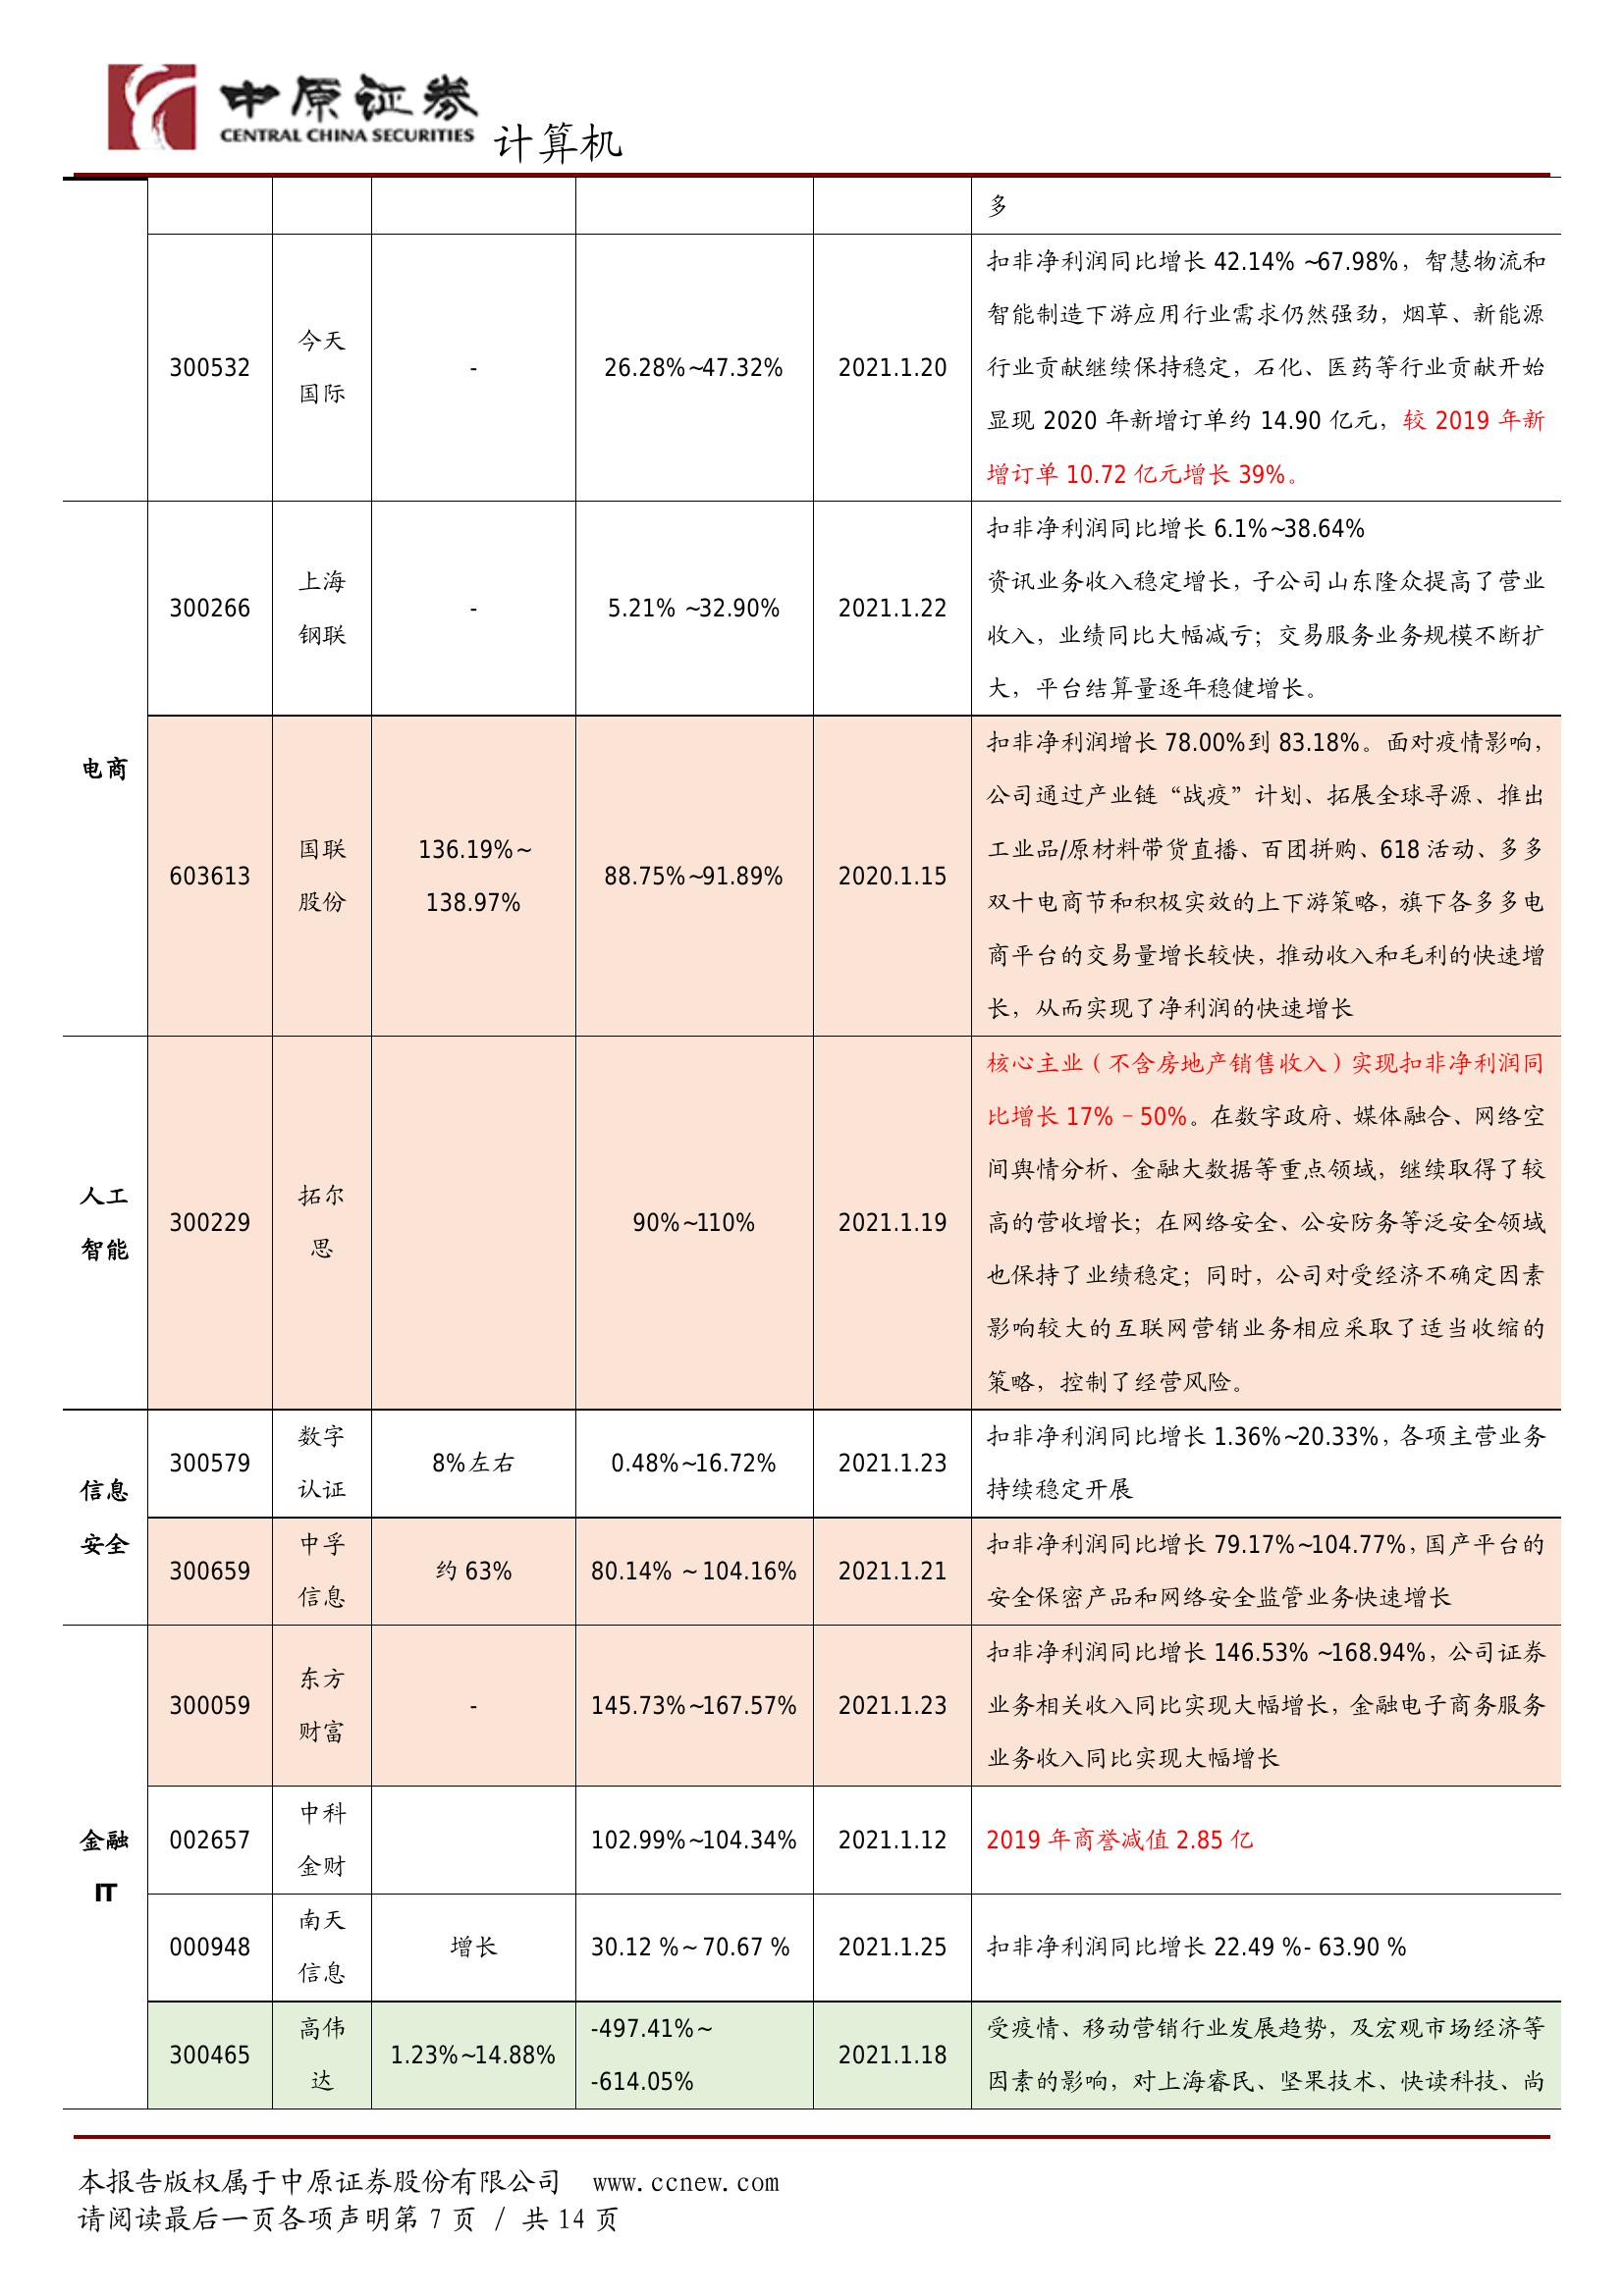 中原证券
CENTRAL CHINA SECURITIES
计算机
多
300532
今天
国际
-
26.28%~47.32%
2021.1.20
扣非净利润同比增长 42.14% ~67.98%，智慧物流和
智能制造下游应用行业需求仍然强劲，烟草、新能源
行业贡献继续保持稳定，石化、医药等行业贡献开始
显现 2020 年新增订单约 14.90 亿元，较 2019 年新
增订单 10.72 亿元增长 39%。
电商
300266
上海
钢联
-
5.21% ~32.90%
2021.1.22
扣非净利润同比增长 6.1%~38.64%
资讯业务收入稳定增长，子公司山东隆众提高了营业
收入，业绩同比大幅减亏；交易服务业务规模不断扩
大，平台结算量逐年稳健增长。
603613
国联
股份
136.19%~
138.97%
88.75%~91.89%
2020.1.15
扣非净利润增长 78.00%到 83.18%。面对疫情影响，
公司通过产业链“战疫”计划、拓展全球寻源、推出
工业品/原材料带货直播、百团拼购、618 活动、多多
双十电商节和积极实效的上下游策略，旗下各多多电
商平台的交易量增长较快，推动收入和毛利的快速增
长，从而实现了净利润的快速增长
人工
智能
300229
拓尔
思
90%~110%
2021.1.19
核心主业（不含房地产销售收入）实现扣非净利润同
比增长 17%﹣50%。在数字政府、媒体融合、网络空
间舆情分析、金融大数据等重点领域，继续取得了较
高的营收增长；在网络安全、公安防务等泛安全领域
也保持了业绩稳定；同时，公司对受经济不确定因素
影响较大的互联网营销业务相应采取了适当收缩的
策略，控制了经营风险。
信息
安全
300579
数字
认证
8%左右
0.48%~16.72%
2021.1.23
扣非净利润同比增长 1.36%~20.33%，各项主营业务
持续稳定开展
300659
中孚
信息
约 63%
80.14% ~ 104.16%
2021.1.21
扣非净利润同比增长 79.17%~104.77%，国产平台的
安全保密产品和网络安全监管业务快速增长
金融
IT
300059
东方
财富
-
145.73%~167.57%
2021.1.23
扣非净利润同比增长 146.53% ~168.94%，公司证券
业务相关收入同比实现大幅增长，金融电子商务服务
业务收入同比实现大幅增长
002657
中科
金财
102.99%~104.34%
2021.1.12
2019 年商誉减值 2.85 亿
000948
南天
信息
增长
30.12 %~ 70.67 %
2021.1.25
扣非净利润同比增长 22.49 %- 63.90 %
300465
高伟
达
1.23%~14.88%
-497.41%~
-614.05%
2021.1.18
受疫情、移动营销行业发展趋势，及宏观市场经济等
因素的影响，对上海睿民、坚果技术、快读科技、尚
本报告版权属于中原证券股份有限公司 www.ccnew.com
请阅读最后一页各项声明第 7 页 / 共 14 页